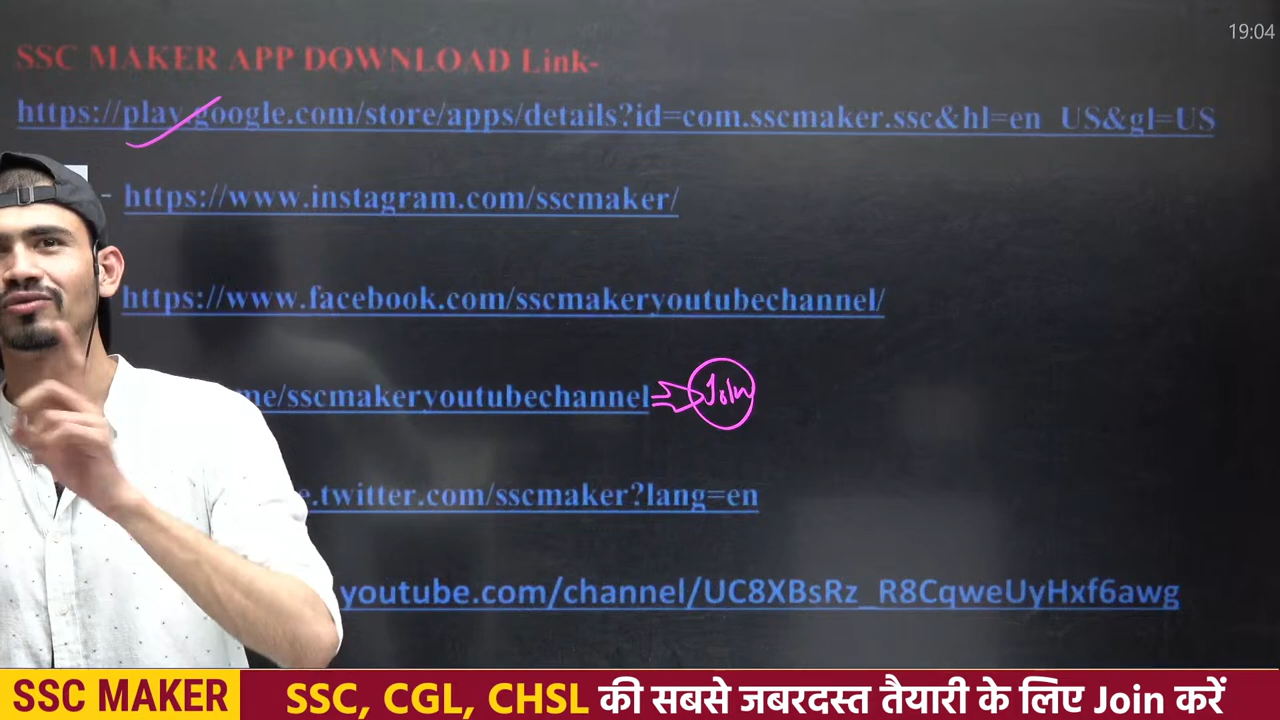 19:04
SSC MAKER APP DOWNLOAD Link-
https://play.google.com/store/apps/details?id=com.sscmaker.ssc&hl=en_US&gl=US
- https://www.instagram.com/sscmaker/
https://www.facebook.com/sscmakeryoutubechannel/
me/sscmakeryoutubechannel Join
e.twitter.com/sscmaker?lang=en
youtube.com/channel/UC8XBsRz_R8CqweUyHxf6awg
SSC MAKER SSC, CGL, CHSL की सबसे जबरदस्त तैयारी के लिए Join करें